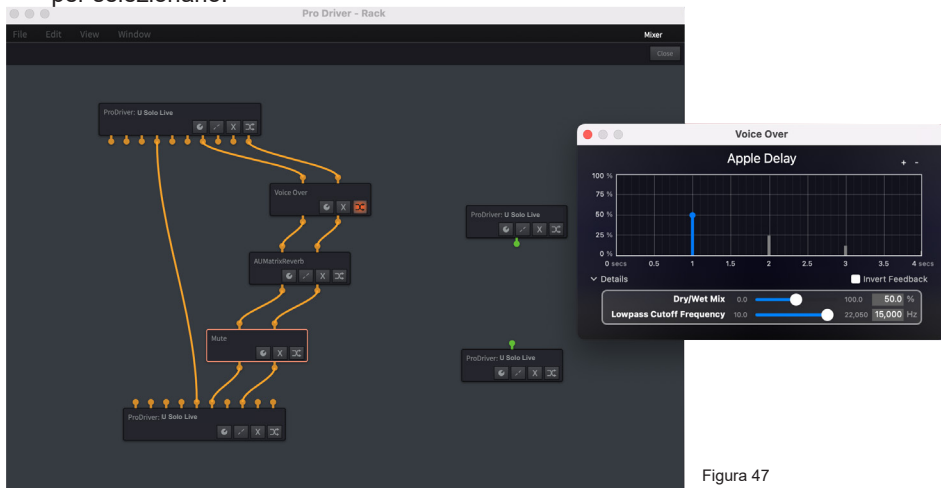 per selezionarlo.
Pro Driver - Rack
File Edit View Window
Mixer
Close
ProDriver: U Solo Live
Voice Over
AUMatrixReverb
Mute
ProDriver: U Solo Live
ProDriver: U Solo Live
ProDriver: U Solo Live
Voice Over
Apple Delay
+ -
100 %
75 %
50 %
25 %
0 %
0 secs 0.5 1 1.5 2 2.5 3 3.5 4 secs
Details Invert Feedback
Dry/Wet Mix 0.0 100.0 50.0 %
Lowpass Cutoff Frequency 10.0 22,050 15,000 Hz
Figura 47